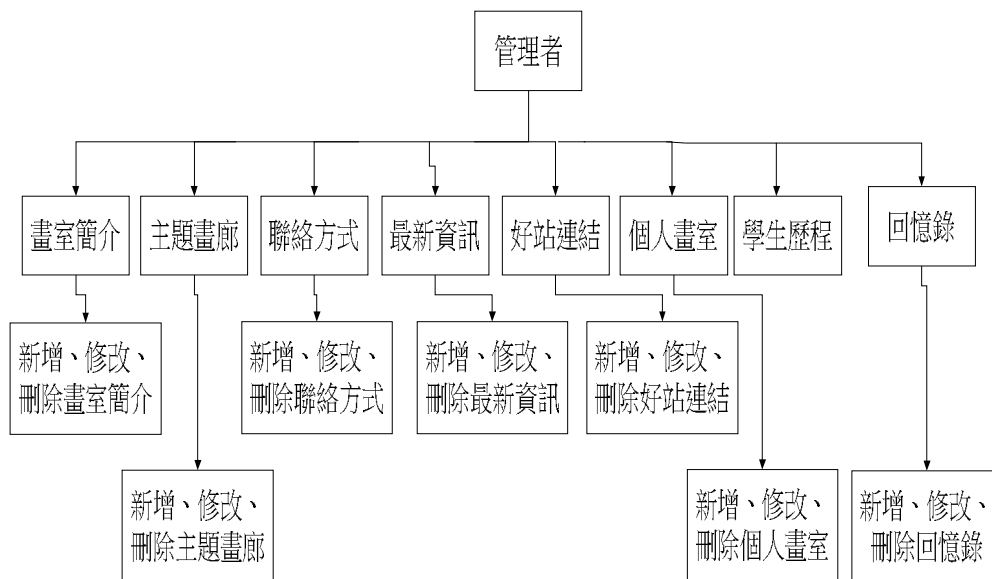 管理者
畫室簡介
主題畫廊
聯絡方式
最新資訊
好站連結
個人畫室
學生歷程
回憶錄
新增、修改、
刪除畫室簡介
新增、修改、
刪除聯絡方式
新增、修改、
刪除最新資訊
新增、修改、
刪除好站連結
新增、修改、
刪除主題畫廊
新增、修改、
刪除個人畫室
新增、修改、
刪除回憶錄